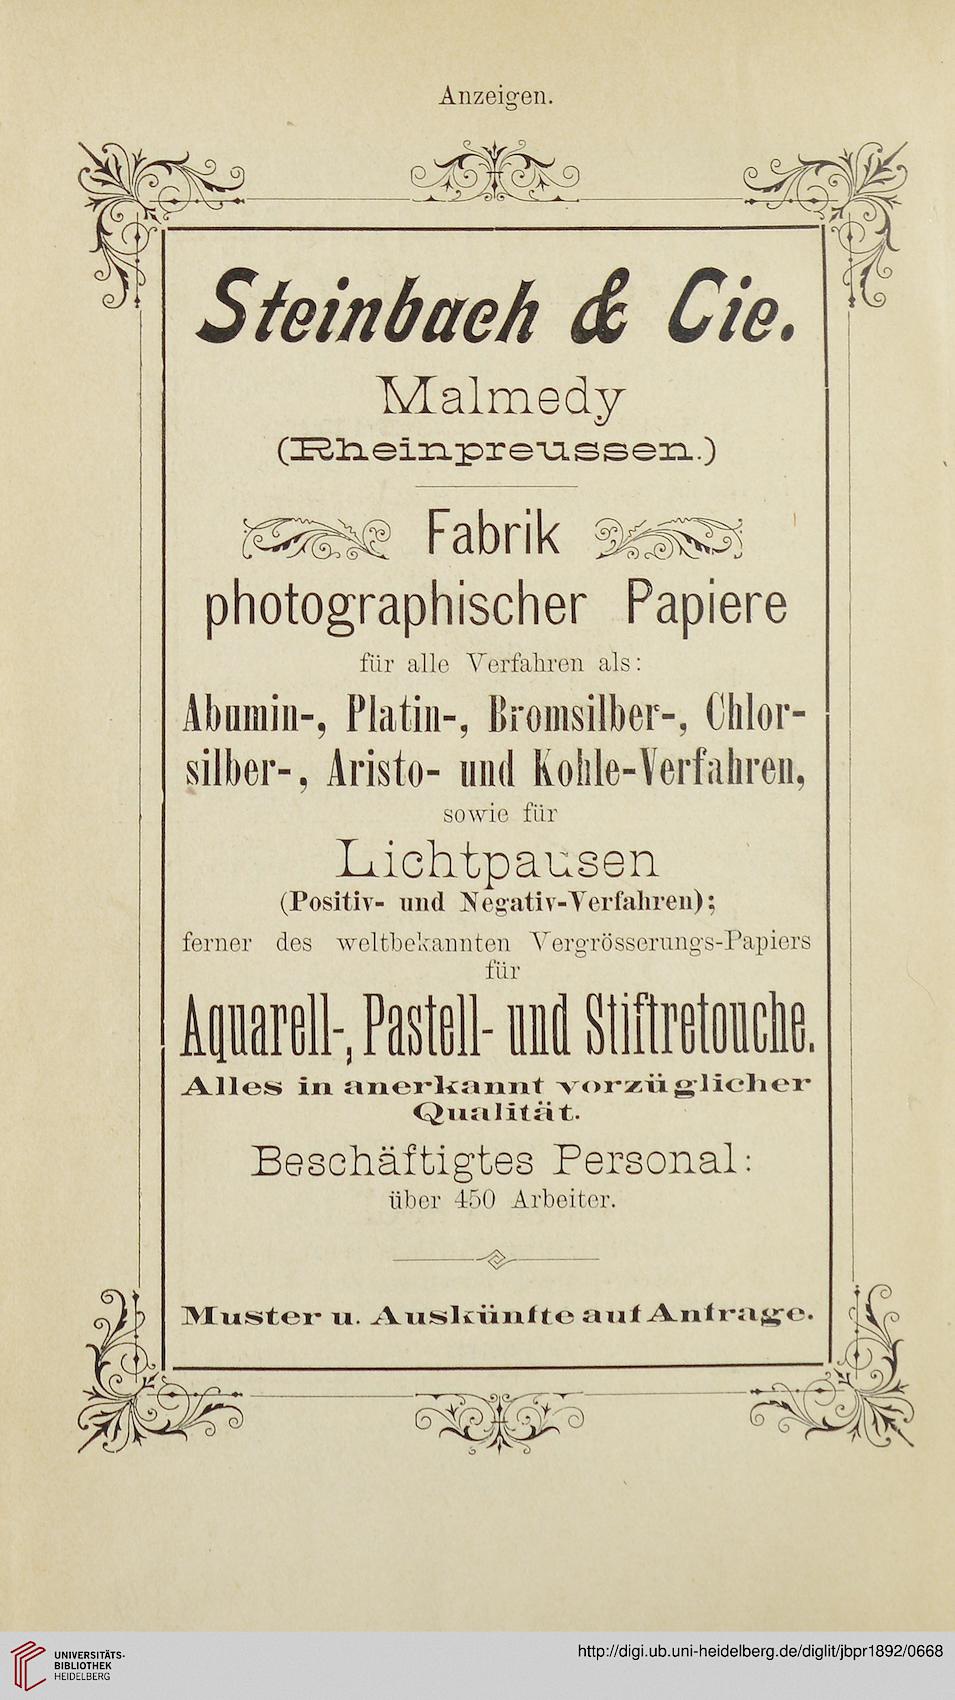 Anzeigen.
Steinbach & Cie.
Malmedy
(Rheinpreussen.)
Fabrik
photographischer Papiere
für alle Verfahren als:
Abumin-, Platin-, Bromsilber-, Chlor-
silber-, Aristo- und Kohle-Verfahren,
sowie für
Lichtpausen
(Positiv- und Negativ-Verfahren);
ferner des weltbekannten Vergrösserungs-Papiers
für
Aquarell-, Pastell- und Stiftretouche.
Alles in anerkannt vorzüglicher
Qualität.
Beschäftigtes Personal:
über 450 Arbeiter.
Muster u. Auskünfte auf Anfrage.
UNIVERSITÄTS-
BIBLIOTHEK
HEIDELBERG
http://digi.ub.uni-heidelberg.de/diglit/jbpr1892/0668